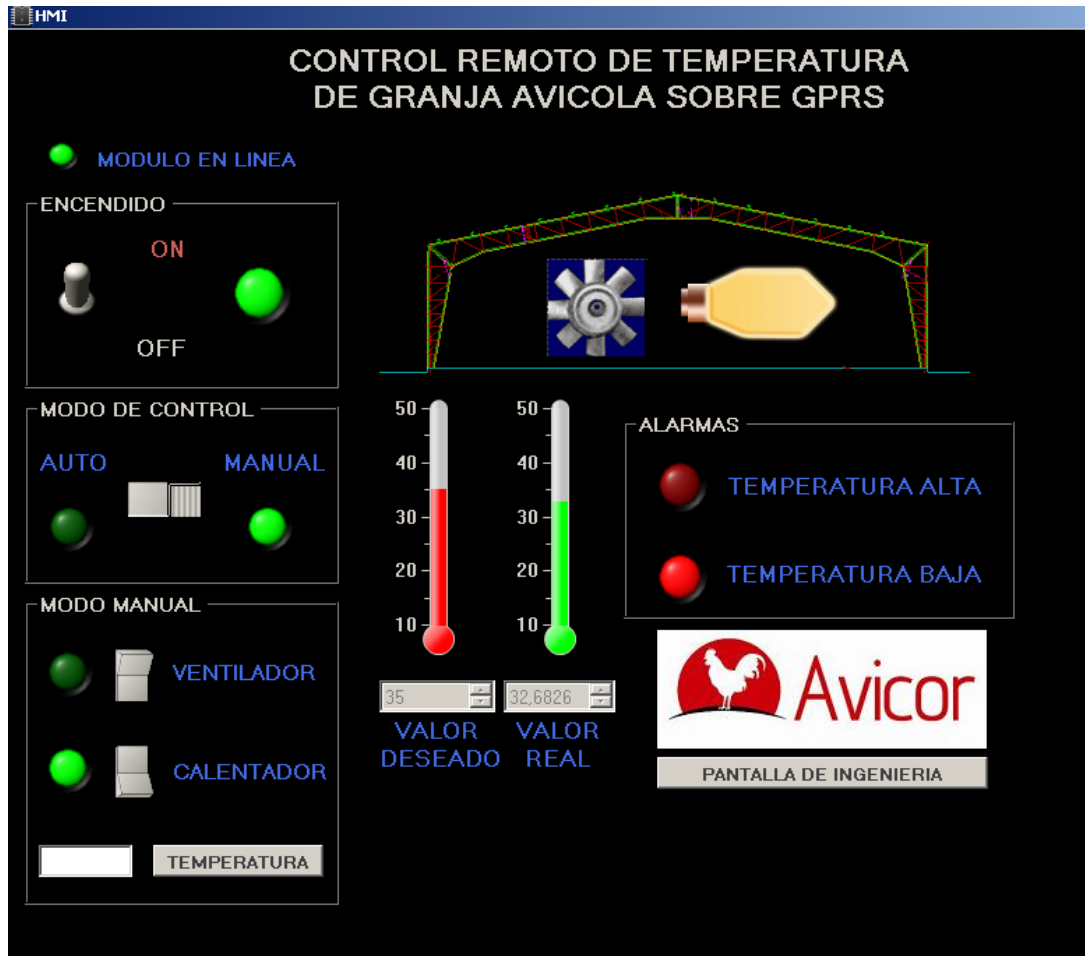 HMI
CONTROL REMOTO DE TEMPERATURA
DE GRANJA AVICOLA SOBRE GPRS
MODULO EN LINEA
ENCENDIDO
ON
OFF
MODO DE CONTROL
AUTO
MANUAL
MODO MANUAL
VENTILADOR
CALENTADOR
TEMPERATURA
50
40
30
20
10
35
VALOR
DESEADO
50
40
30
20
10
32,6826
VALOR
REAL
ALARMAS
TEMPERATURA ALTA
TEMPERATURA BAJA
Avicor
PANTALLA DE INGENIERIA